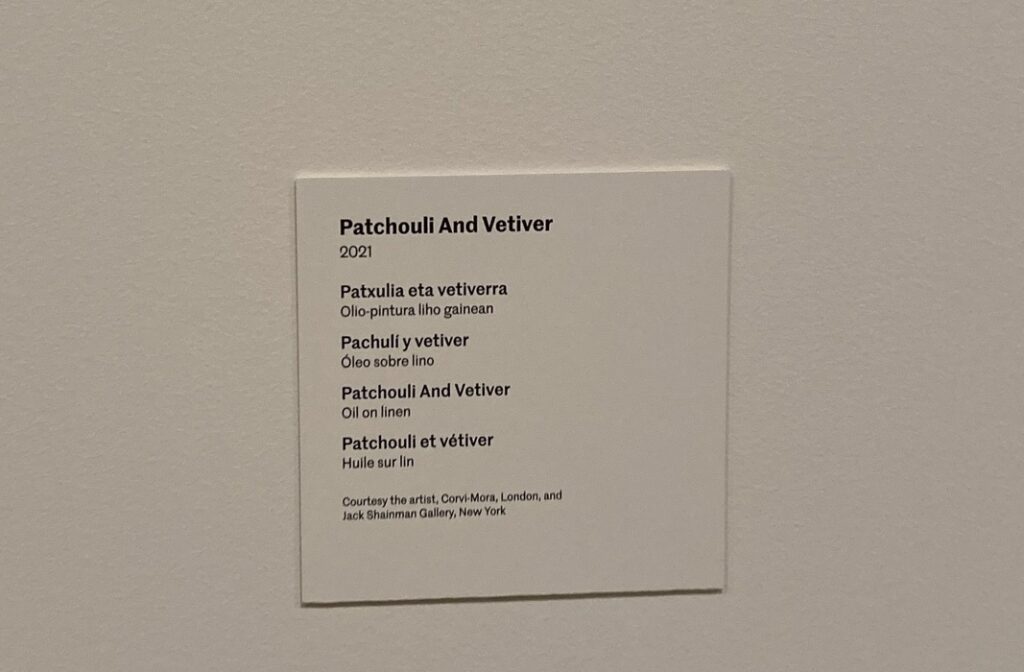 Patchouli And Vetiver
2021
Patxulia eta vetiverra
Olio-pintura liho gainean
Pachulí y vetiver
Óleo sobre lino
Patchouli And Vetiver
Oil on linen
Patchouli et vétiver
Huile sur lin
Courtesy the artist, Corvi-Mora, London, and
Jack Shainman Gallery, New York